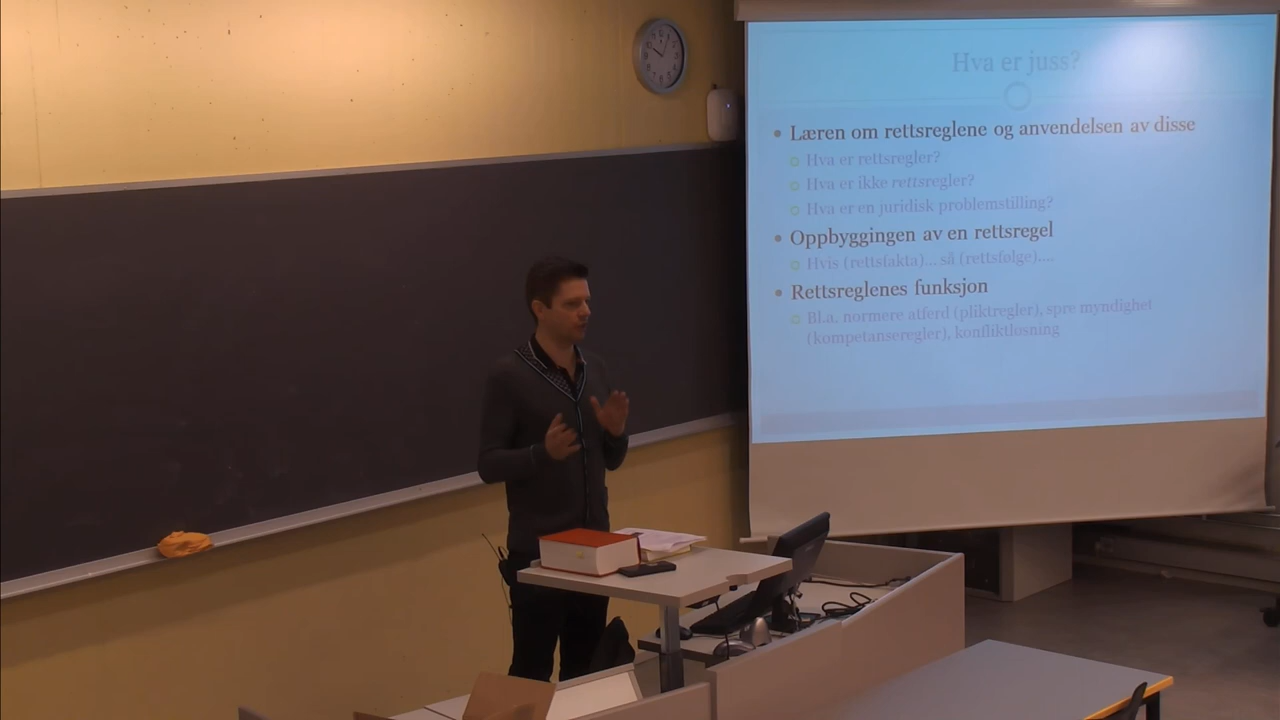 Hva er juss?
Læren om rettsreglene og anvendelsen av disse
Hva er rettsregler?
Hva er ikke rettsregler?
Hva er en juridisk problemstilling?
Oppbyggingen av en rettsregel
Hvis (rettsfakta)... så (rettsfølge)....
Rettsreglenes funksjon
Bl.a. normere atferd (pliktregler), spre myndighet
(kompetanseregler), konfliktløsning